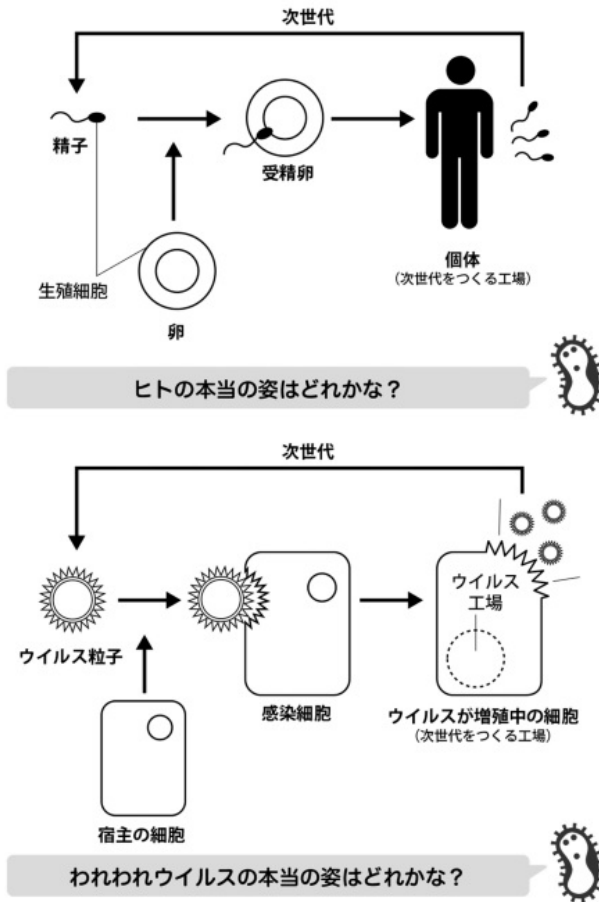 次世代
精子
受精卵
個体
(次世代をつくる工場)
生殖細胞
卵
ヒトの本当の姿はどれかな？
次世代
ウイルス
工場
ウイルス粒子
感染細胞
ウイルスが増殖中の細胞
(次世代をつくる工場)
宿主の細胞
われわれウイルスの本当の姿はどれかな？